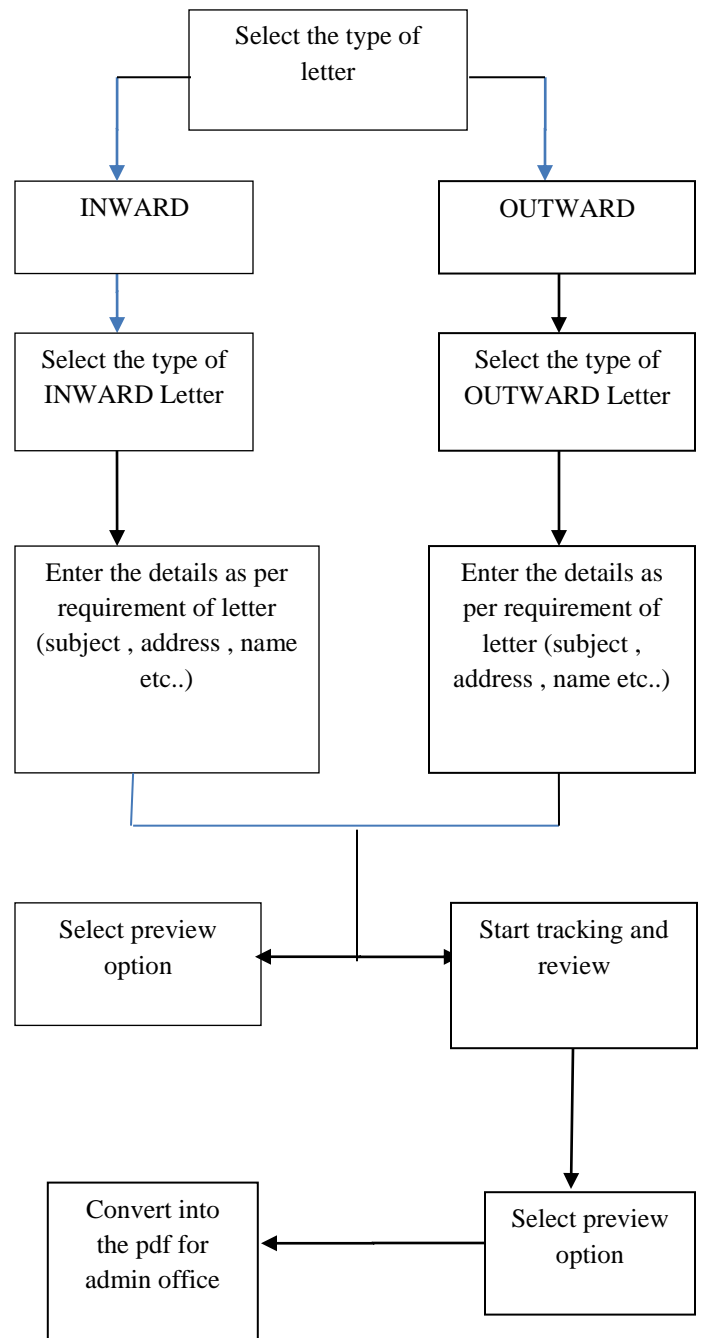 Select the type of
letter
INWARD
OUTWARD
Select the type of
INWARD Letter
Select the type of
OUTWARD Letter
Enter the details as per
requirement of letter
(subject , address , name
etc..)
Enter the details as
per requirement of
letter (subject ,
address , name etc..)
Select preview
option
Start tracking and
review
Convert into
the pdf for
admin office
Select preview
option